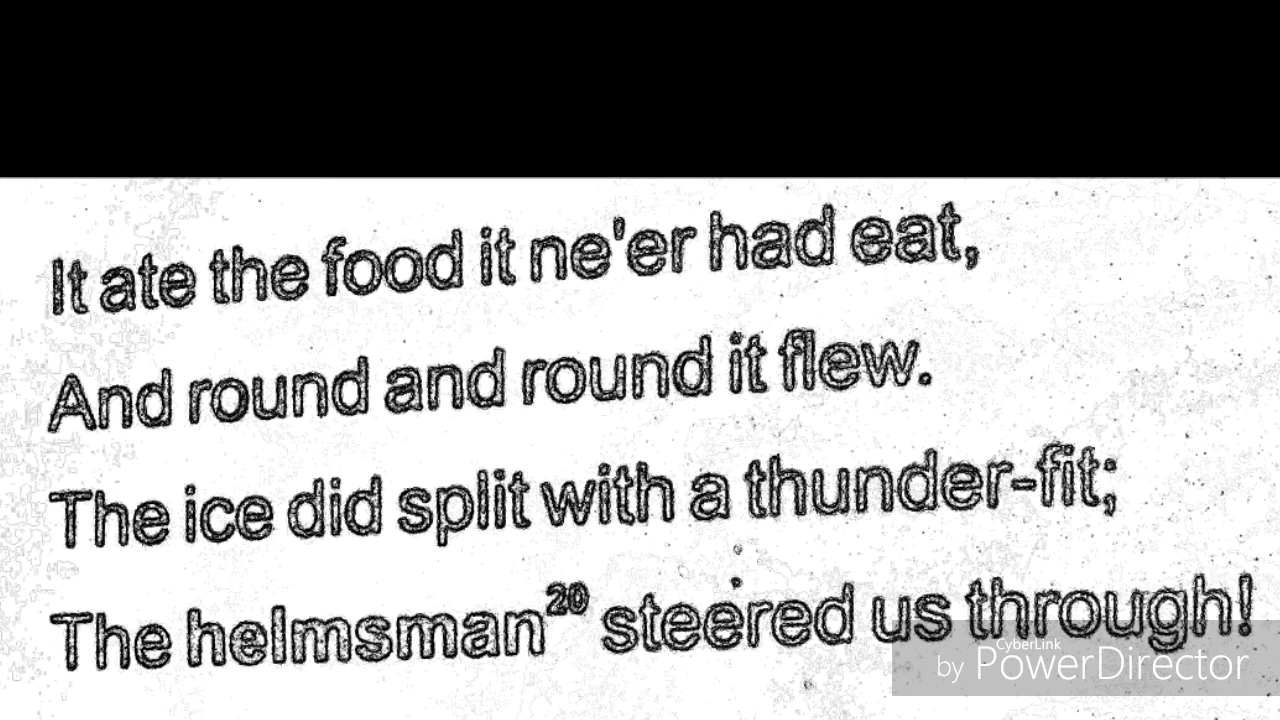 It ate the food it ne'er had eat,
And round and round it flew.
The ice did split with a thunder-fit;
The helmsman20 steered us through!
CyberLink
by PowerDirector